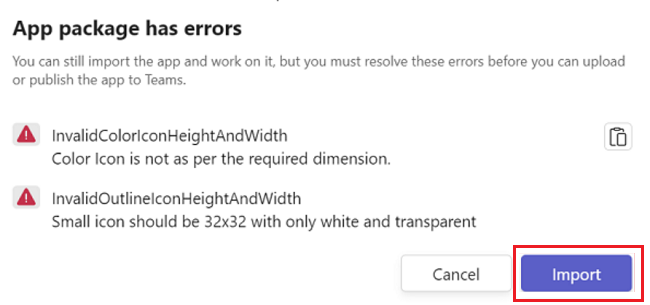 App package has errors
You can still import the app and work on it, but you must resolve these errors before you can upload
or publish the app to Teams.
InvalidColorIconHeightAndWidth
Color Icon is not as per the required dimension.
InvalidOutlineIconHeightAndWidth
Small icon should be 32x32 with only white and transparent
Cancel
Import